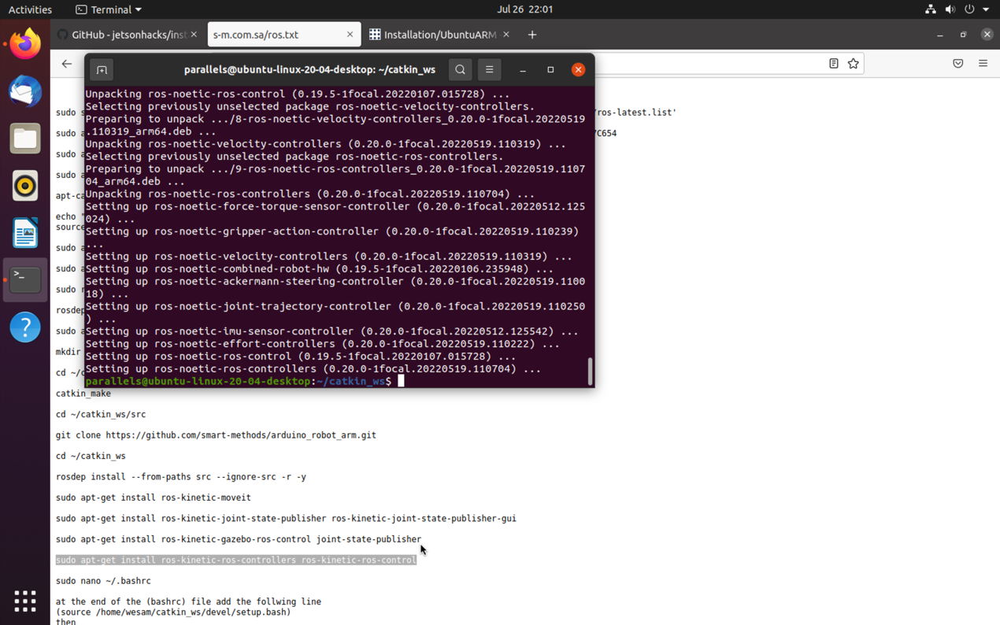 Activities
Terminal
Jul 26 22:01
GitHub - jetsonhacks/inst
s-m.com.sa/ros.txt
Installation/UbuntuARM
parallels@ubuntu-linux-20-04-desktop: ~/catkin_ws
Unpacking ros-noetic-ros-control (0.19.5-1focal.20220107.015728) ...
Selecting previously unselected package ros-noetic-velocity-controllers.
Preparing to unpack .../8-ros-noetic-velocity-controllers_0.20.0-1focal.20220519
.110319_arm64.deb ...
Unpacking ros-noetic-velocity-controllers (0.20.0-1focal.20220519.110319) ...
Selecting previously unselected package ros-noetic-ros-controllers.
Preparing to unpack .../9-ros-noetic-ros-controllers_0.20.0-1focal.20220519.1107
04_arm64.deb ...
Unpacking ros-noetic-ros-controllers (0.20.0-1focal.20220519.110704) ...
Setting up ros-noetic-force-torque-sensor-controller (0.20.0-1focal.20220512.125
024) ...
Setting up ros-noetic-gripper-action-controller (0.20.0-1focal.20220519.110239)
...
Setting up ros-noetic-velocity-controllers (0.20.0-1focal.20220519.110319) ...
Setting up ros-noetic-combined-robot-hw (0.19.5-1focal.20220106.235948) ...
Setting up ros-noetic-ackermann-steering-controller (0.20.0-1focal.20220519.1100
18) ...
Setting up ros-noetic-joint-trajectory-controller (0.20.0-1focal.20220519.110250
) ...
Setting up ros-noetic-imu-sensor-controller (0.20.0-1focal.20220512.125542) ...
Setting up ros-noetic-effort-controllers (0.20.0-1focal.20220519.110222) ...
Setting up ros-noetic-ros-control (0.19.5-1focal.20220107.015728) ...
Setting up ros-noetic-ros-controllers (0.20.0-1focal.20220519.110704) ...
parallels@ubuntu-linux-20-04-desktop:~/catkin_ws$
sudo s
/ros-latest.list'
sudo a
C654
sudo a
sudo a
apt-ca
echo "
source
sudo a
sudo a
sudo r
rosdep
sudo a
mkdir
cd ~/c
catkin_make
cd ~/catkin_ws/src
git clone https://github.com/smart-methods/arduino_robot_arm.git
cd ~/catkin_ws
rosdep install --from-paths src --ignore-src -r -y
sudo apt-get install ros-kinetic-moveit
sudo apt-get install ros-kinetic-joint-state-publisher ros-kinetic-joint-state-publisher-gui
sudo apt-get install ros-kinetic-gazebo-ros-control joint-state-publisher
sudo apt-get install ros-kinetic-ros-controllers ros-kinetic-ros-control
sudo nano ~/.bashrc
at the end of the (bashrc) file add the follwing line
(source /home/wesam/catkin_ws/devel/setup.bash)
then